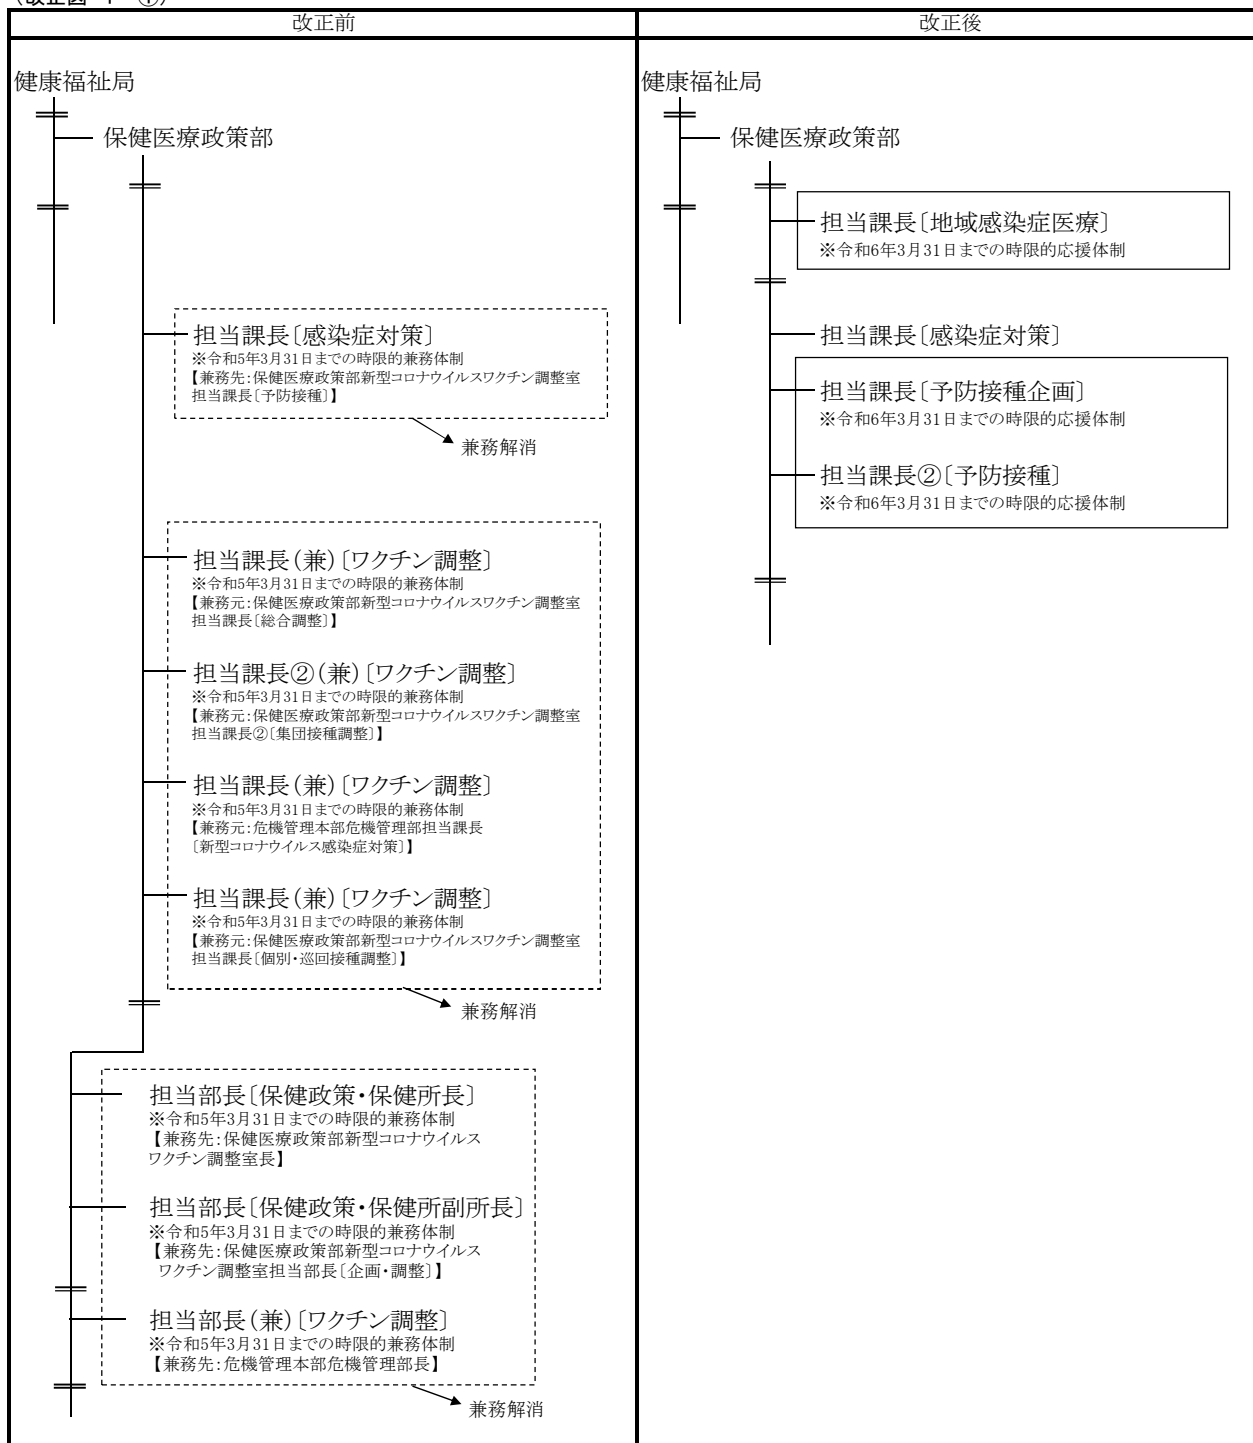 改正前
健康福祉局
保健医療政策部
担当課長〔感染症対策〕
※令和5年3月31日までの時限的兼務体制
【兼務先:保健医療政策部新型コロナウイルスワクチン調整室
担当課長〔予防接種〕】
兼務解消
担当課長(兼)〔ワクチン調整〕
※令和5年3月31日までの時限的兼務体制
【兼務元:保健医療政策部新型コロナウイルスワクチン調整室
担当課長〔総合調整〕】
担当課長②(兼)〔ワクチン調整〕
※令和5年3月31日までの時限的兼務体制
【兼務元:保健医療政策部新型コロナウイルスワクチン調整室
担当課長②〔集団接種調整〕】
担当課長(兼)〔ワクチン調整〕
※令和5年3月31日までの時限的兼務体制
【兼務元:危機管理本部危機管理部担当課長
〔新型コロナウイルス感染症対策〕】
担当課長(兼)〔ワクチン調整〕
※令和5年3月31日までの時限的兼務体制
【兼務元:保健医療政策部新型コロナウイルスワクチン調整室
担当課長〔個別・巡回接種調整〕】
兼務解消
担当部長〔保健政策・保健所長〕
※令和5年3月31日までの時限的兼務体制
【兼務先:保健医療政策部新型コロナウイルス
ワクチン調整室長】
担当部長〔保健政策・保健所副所長〕
※令和5年3月31日までの時限的兼務体制
【兼務先:保健医療政策部新型コロナウイルス
ワクチン調整室担当部長〔企画・調整〕】
担当部長(兼)〔ワクチン調整〕
※令和5年3月31日までの時限的兼務体制
【兼務先:危機管理本部危機管理部長】
兼務解消
改正後
健康福祉局
保健医療政策部
担当課長〔地域感染症医療〕
※令和6年3月31日までの時限的応援体制
担当課長〔感染症対策〕
担当課長〔予防接種企画〕
※令和6年3月31日までの時限的応援体制
担当課長②〔予防接種〕
※令和6年3月31日までの時限的応援体制